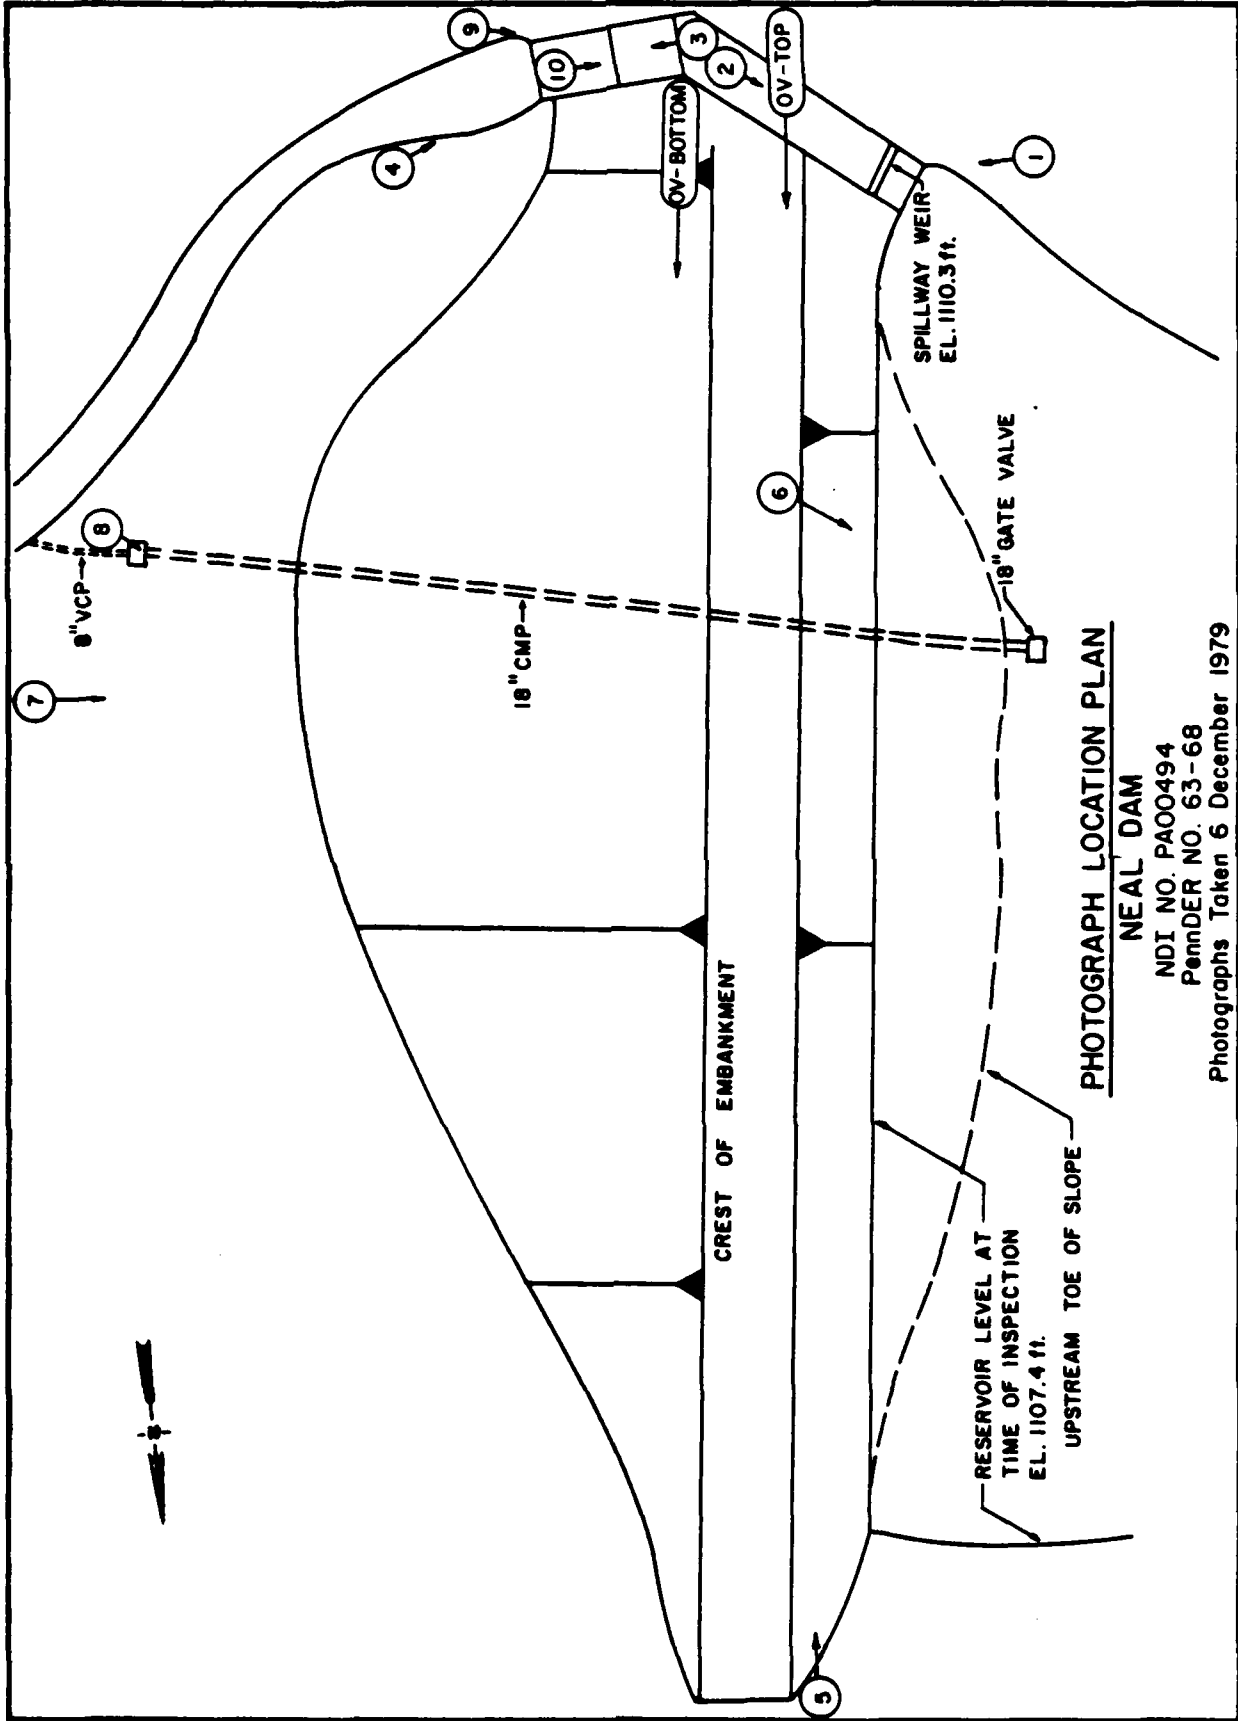 9
10
3
2
OV-TOP
4
OV-BOTTOM
1
SPILLWAY WEIR
EL. 1110.3 ft.
8
8" VCP
6
18" GATE VALVE
7
18" CMP
CREST OF EMBANKMENT
RESERVOIR LEVEL AT
TIME OF INSPECTION
EL. 1107.4 ft.
UPSTREAM TOE OF SLOPE
5
PHOTOGRAPH LOCATION PLAN
NEAL DAM
NDI NO. PA00494
PennDER NO. 63-68
Photographs Taken 6 December 1979